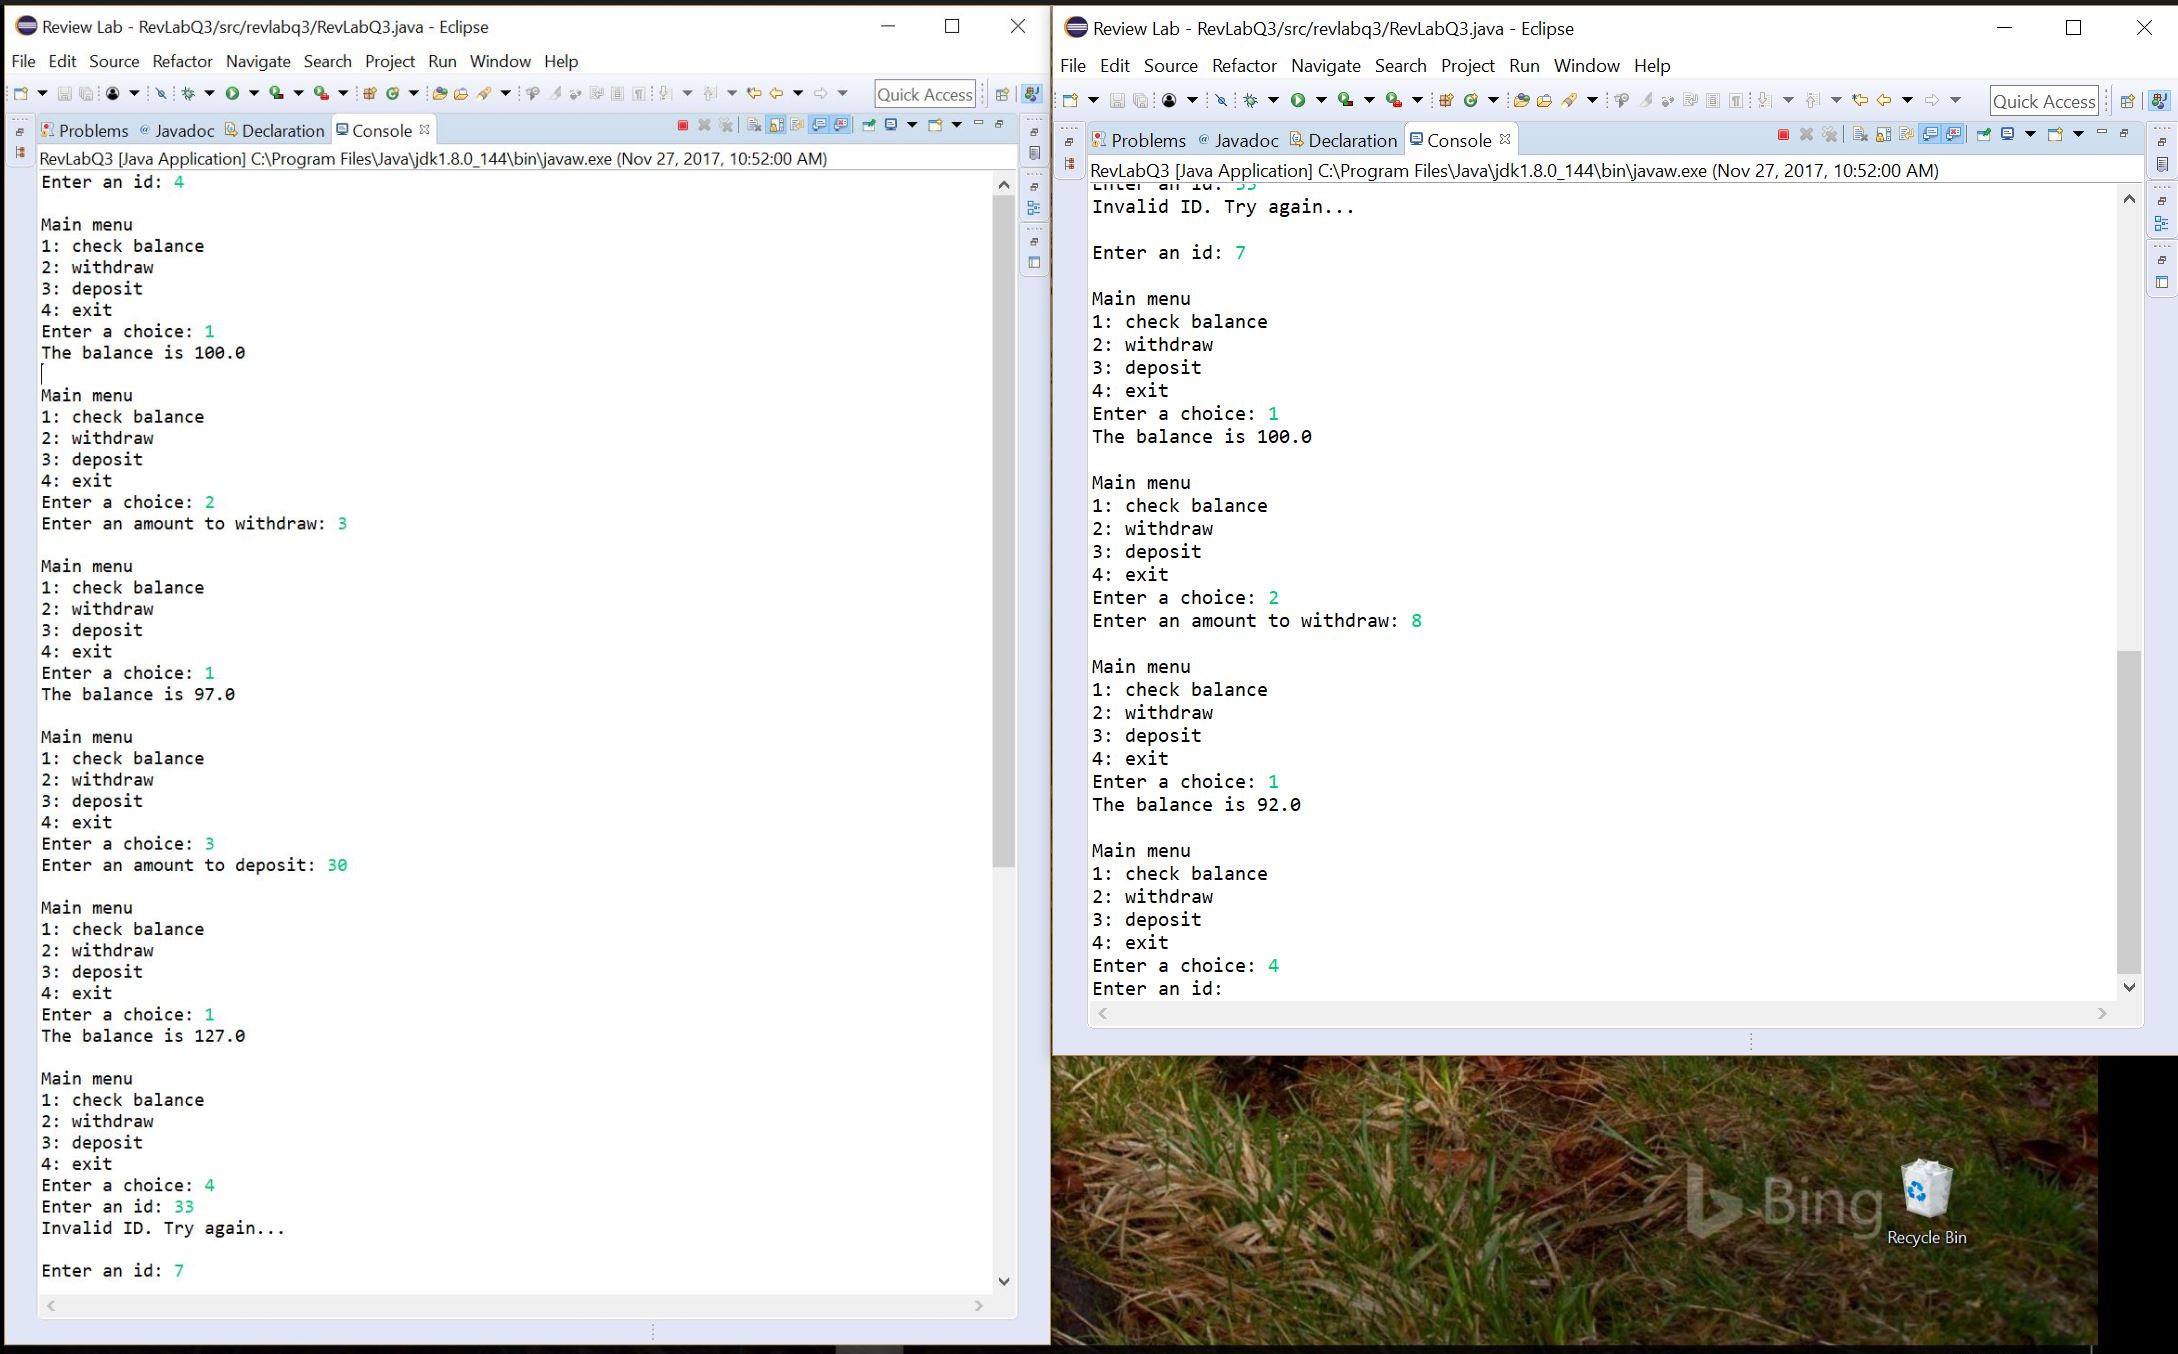 Review Lab - RevLabQ3/src/revlabq3/RevLabQ3.java - Eclipse
File Edit Source Refactor Navigate Search Project Run Window Help
Quick Access
Problems @ Javadoc Declaration Console
RevLabQ3 [Java Application] C:\Program Files\Java\jdk1.8.0_144\bin\javaw.exe (Nov 27, 2017, 10:52:00 AM)
Enter an id: 4
Main menu
1: check balance
2: withdraw
3: deposit
4: exit
Enter a choice: 1
The balance is 100.0
Main menu
1: check balance
2: withdraw
3: deposit
4: exit
Enter a choice: 2
Enter an amount to withdraw: 3
Main menu
1: check balance
2: withdraw
3: deposit
4: exit
Enter a choice: 1
The balance is 97.0
Main menu
1: check balance
2: withdraw
3: deposit
4: exit
Enter a choice: 3
Enter an amount to deposit: 30
Main menu
1: check balance
2: withdraw
3: deposit
4: exit
Enter a choice: 1
The balance is 127.0
Main menu
1: check balance
2: withdraw
3: deposit
4: exit
Enter a choice: 4
Enter an id: 33
Invalid ID. Try again...
Enter an id: 7
Review Lab - RevLabQ3/src/revlabq3/RevLabQ3.java - Eclipse
File Edit Source Refactor Navigate Search Project Run Window Help
Quick Access
Problems @ Javadoc Declaration Console
RevLabQ3 [Java Application] C:\Program Files\Java\jdk1.8.0_144\bin\javaw.exe (Nov 27, 2017, 10:52:00 AM)
Enter an id: 33
Invalid ID. Try again...
Enter an id: 7
Main menu
1: check balance
2: withdraw
3: deposit
4: exit
Enter a choice: 1
The balance is 100.0
Main menu
1: check balance
2: withdraw
3: deposit
4: exit
Enter a choice: 2
Enter an amount to withdraw: 8
Main menu
1: check balance
2: withdraw
3: deposit
4: exit
Enter a choice: 1
The balance is 92.0
Main menu
1: check balance
2: withdraw
3: deposit
4: exit
Enter a choice: 4
Enter an id:
Bing
Recycle Bin